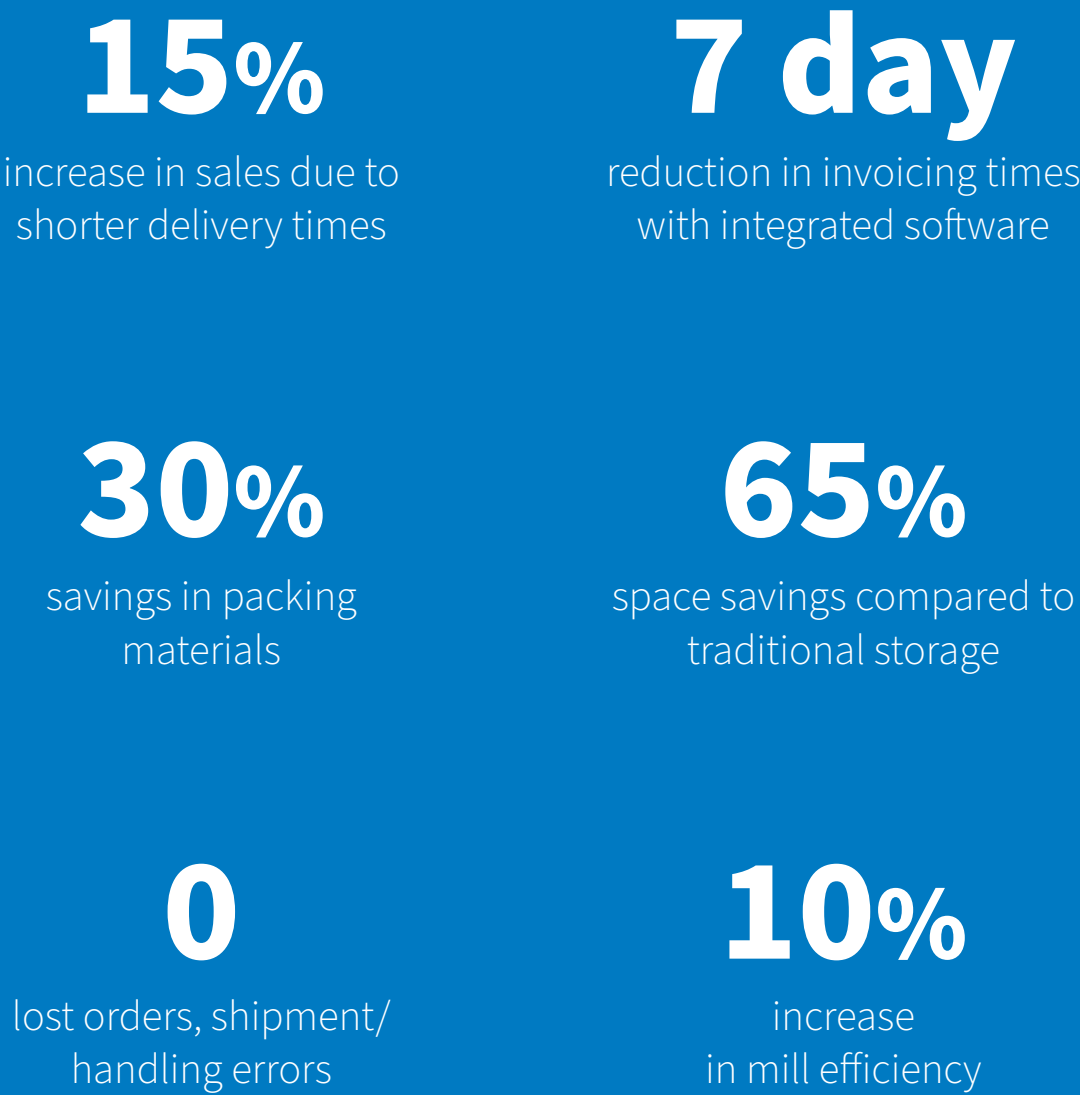 15%
increase in sales due to
shorter delivery times
7 day
reduction in invoicing times
with integrated software
30%
savings in packing
materials
65%
space savings compared to
traditional storage
0
lost orders, shipment/
handling errors
10%
increase
in mill efficiency